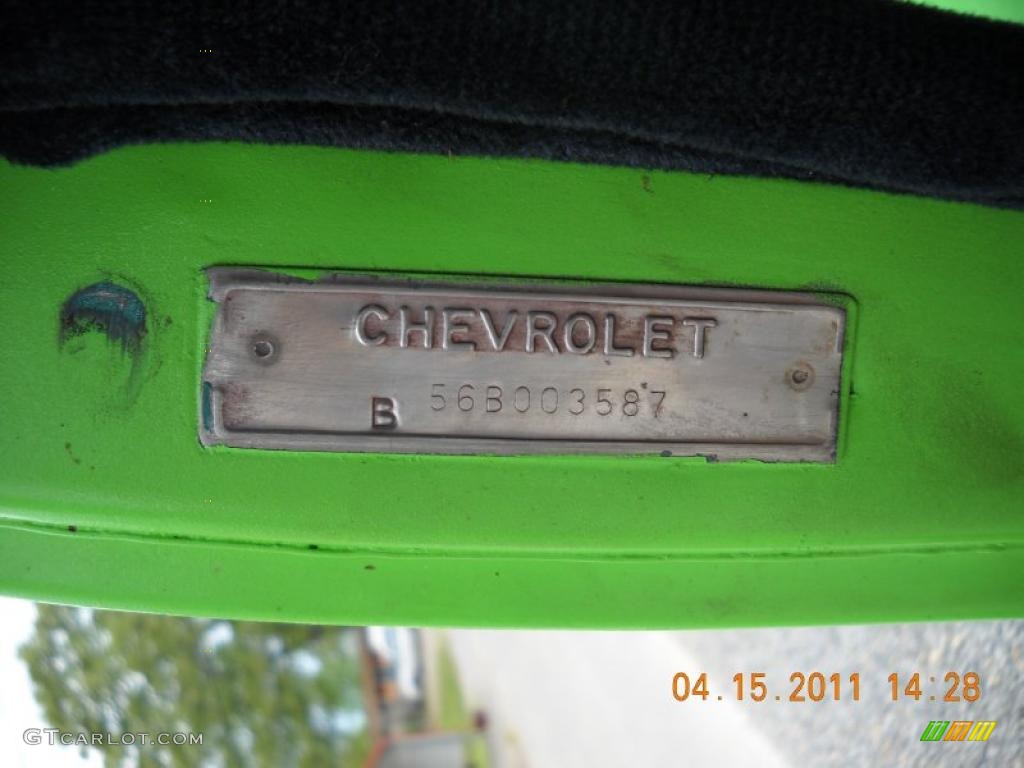 CHEVROLET
B 56B003587
04.15.2011 14:28
GTCARLOT.COM